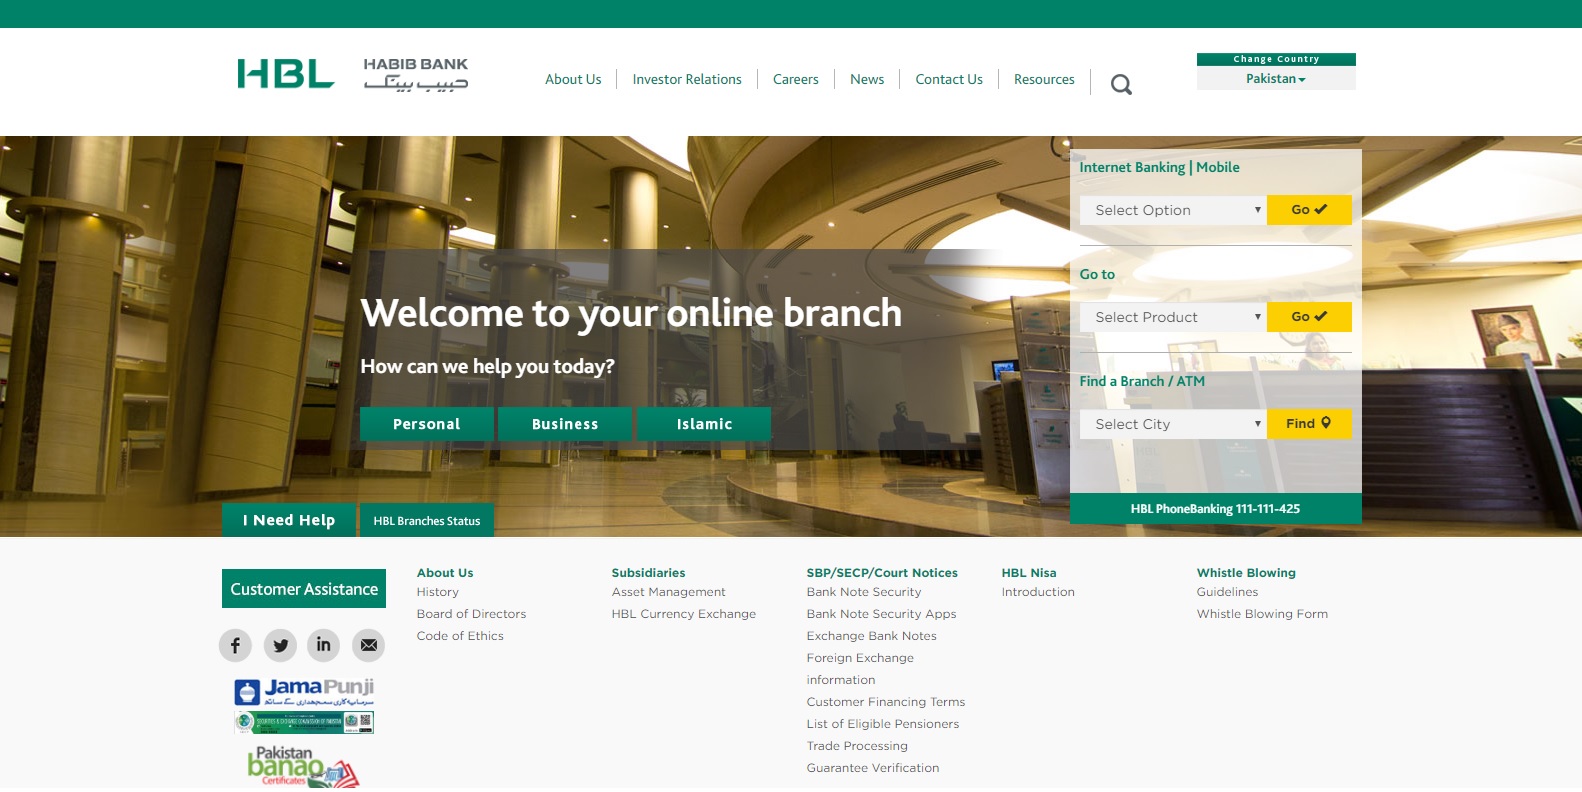 HBL
HABIB BANK
حبیب بینک
About Us
Investor Relations
Careers
News
Contact Us
Resources
Change Country
Pakistan
Internet Banking | Mobile
Select Option
Go
Go to
Select Product
Go
Find a Branch / ATM
Select City
Find
HBL PhoneBanking 111-111-425
Welcome to your online branch
How can we help you today?
Personal
Business
Islamic
I Need Help
HBL Branches Status
Customer Assistance
JamaPunji
سرمایہ کاری سمجھداری کے ساتھ
SECURITIES & EXCHANGE COMMISSION OF PAKISTAN
Pakistan
banao
Certificates
About Us
History
Board of Directors
Code of Ethics
Subsidiaries
Asset Management
HBL Currency Exchange
SBP/SECP/Court Notices
Bank Note Security
Bank Note Security Apps
Exchange Bank Notes
Foreign Exchange
information
Customer Financing Terms
List of Eligible Pensioners
Trade Processing
Guarantee Verification
HBL Nisa
Introduction
Whistle Blowing
Guidelines
Whistle Blowing Form